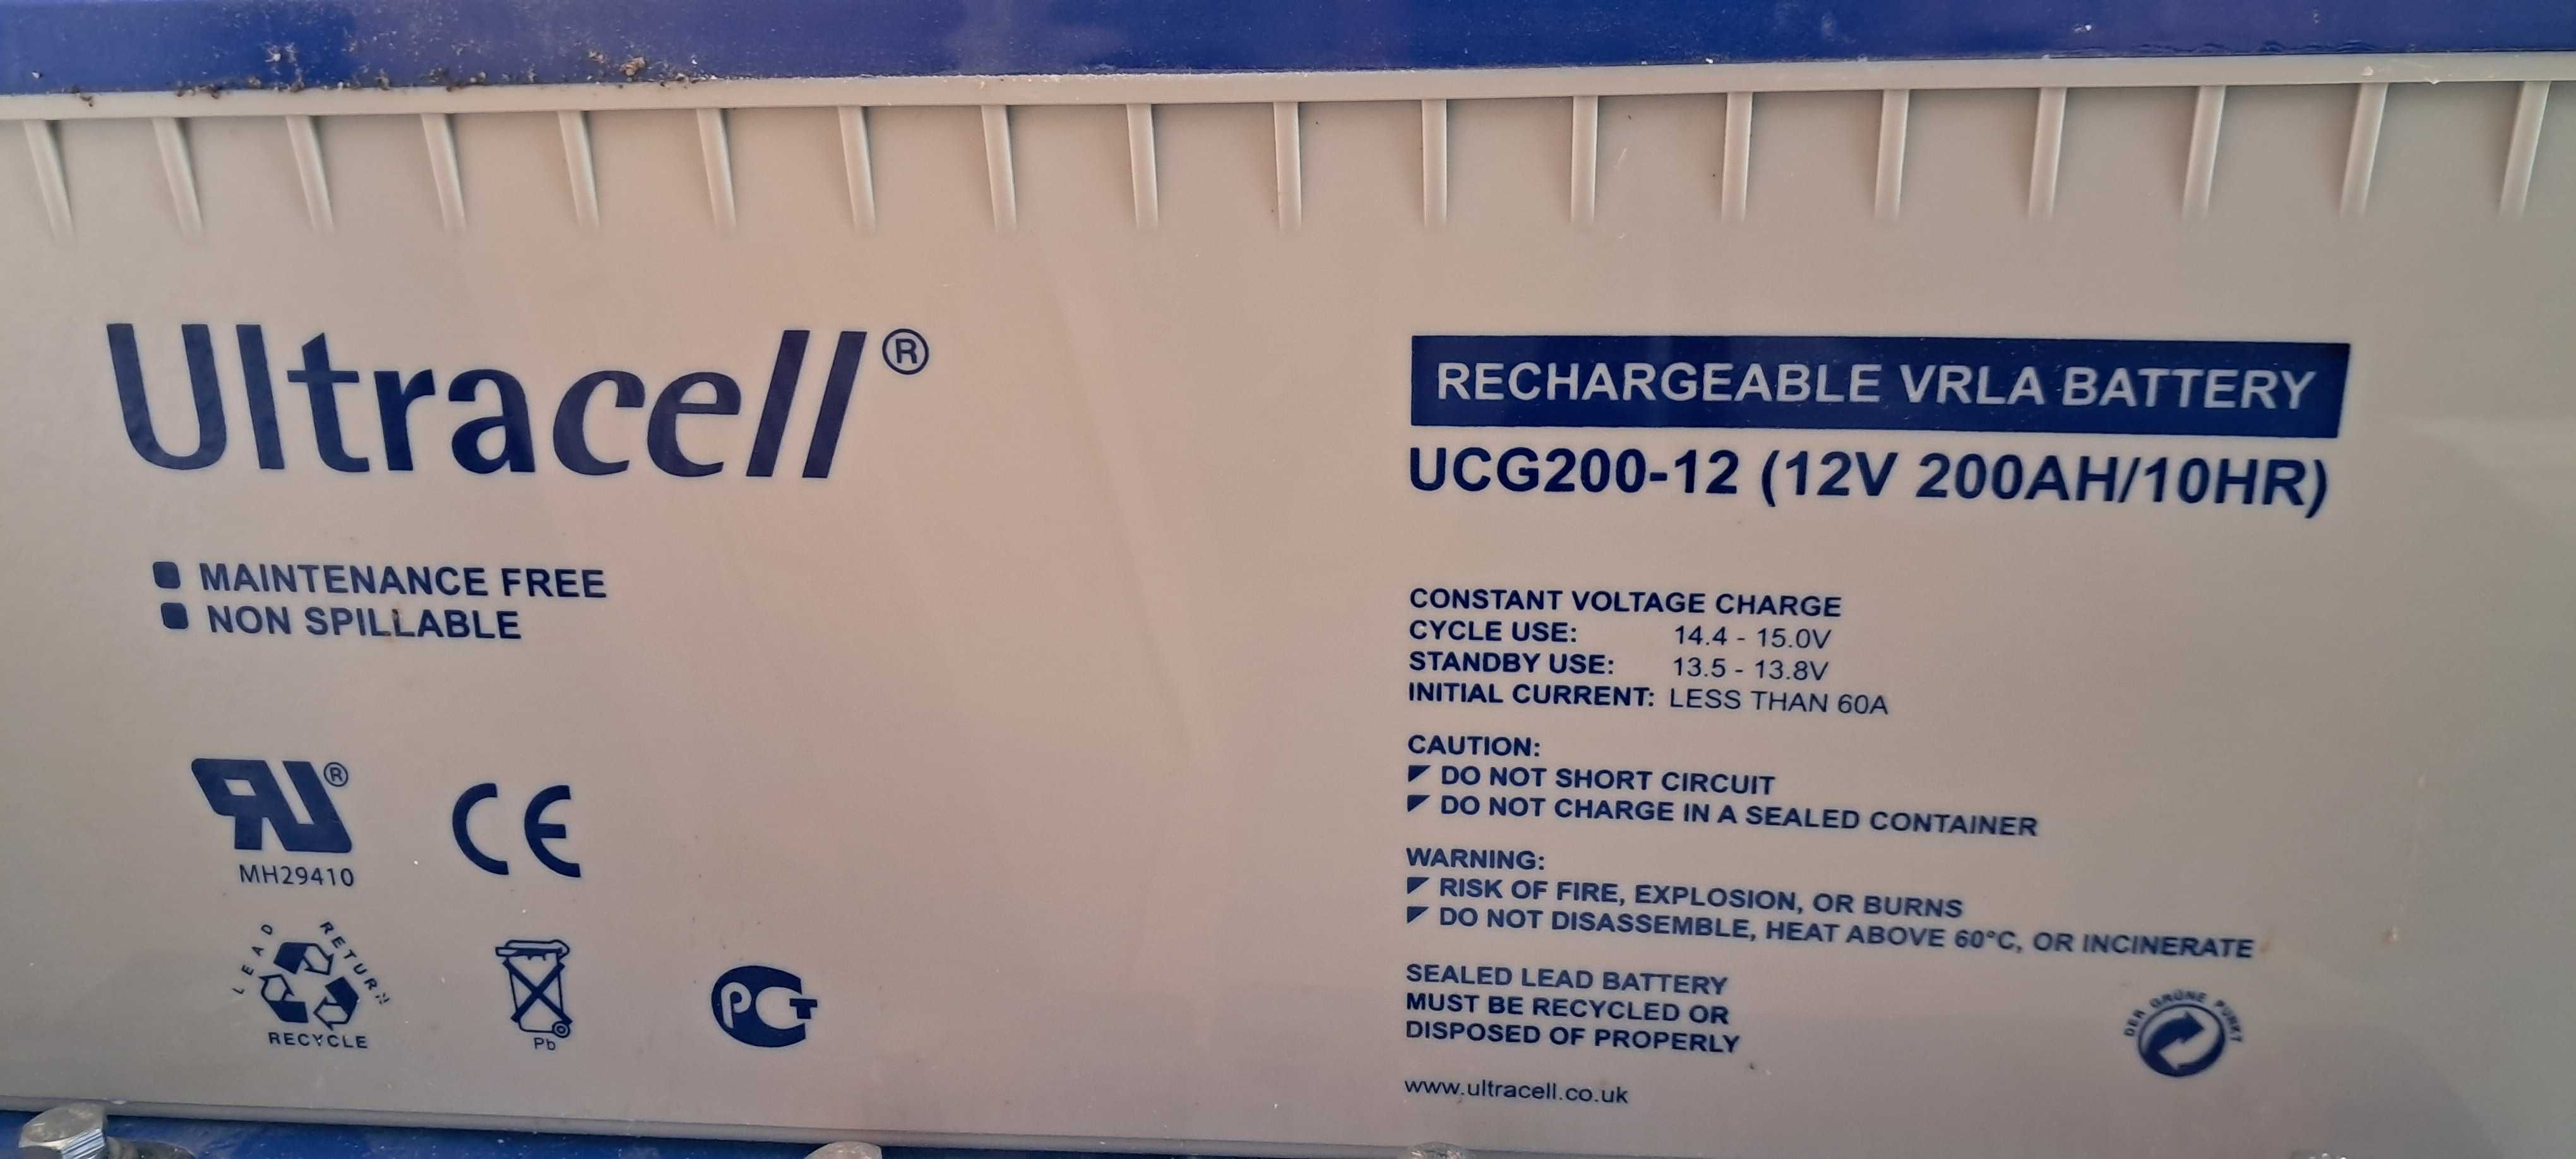 Ultracell®
MAINTENANCE FREE
NON SPILLABLE
RU®
MH29410
CE
LEAD RETURN
RECYCLE
Pb
PCT
RECHARGEABLE VRLA BATTERY
UCG200-12 (12V 200AH/10HR)
CONSTANT VOLTAGE CHARGE
CYCLE USE: 14.4 - 15.0V
STANDBY USE: 13.5 - 13.8V
INITIAL CURRENT: LESS THAN 60A
CAUTION:
DO NOT SHORT CIRCUIT
DO NOT CHARGE IN A SEALED CONTAINER
WARNING:
RISK OF FIRE, EXPLOSION, OR BURNS
DO NOT DISASSEMBLE, HEAT ABOVE 60°C, OR INCINERATE
SEALED LEAD BATTERY
MUST BE RECYCLED OR
DISPOSED OF PROPERLY
DER GRÜNE PUNKT
www.ultracell.co.uk